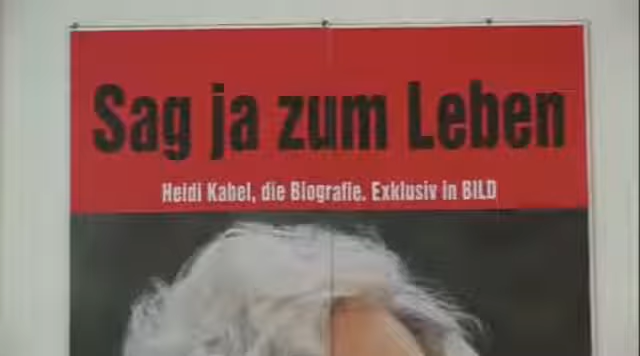 Sag ja zum Leben
Heidi Kabel, die Biografie. Exklusiv in BILD